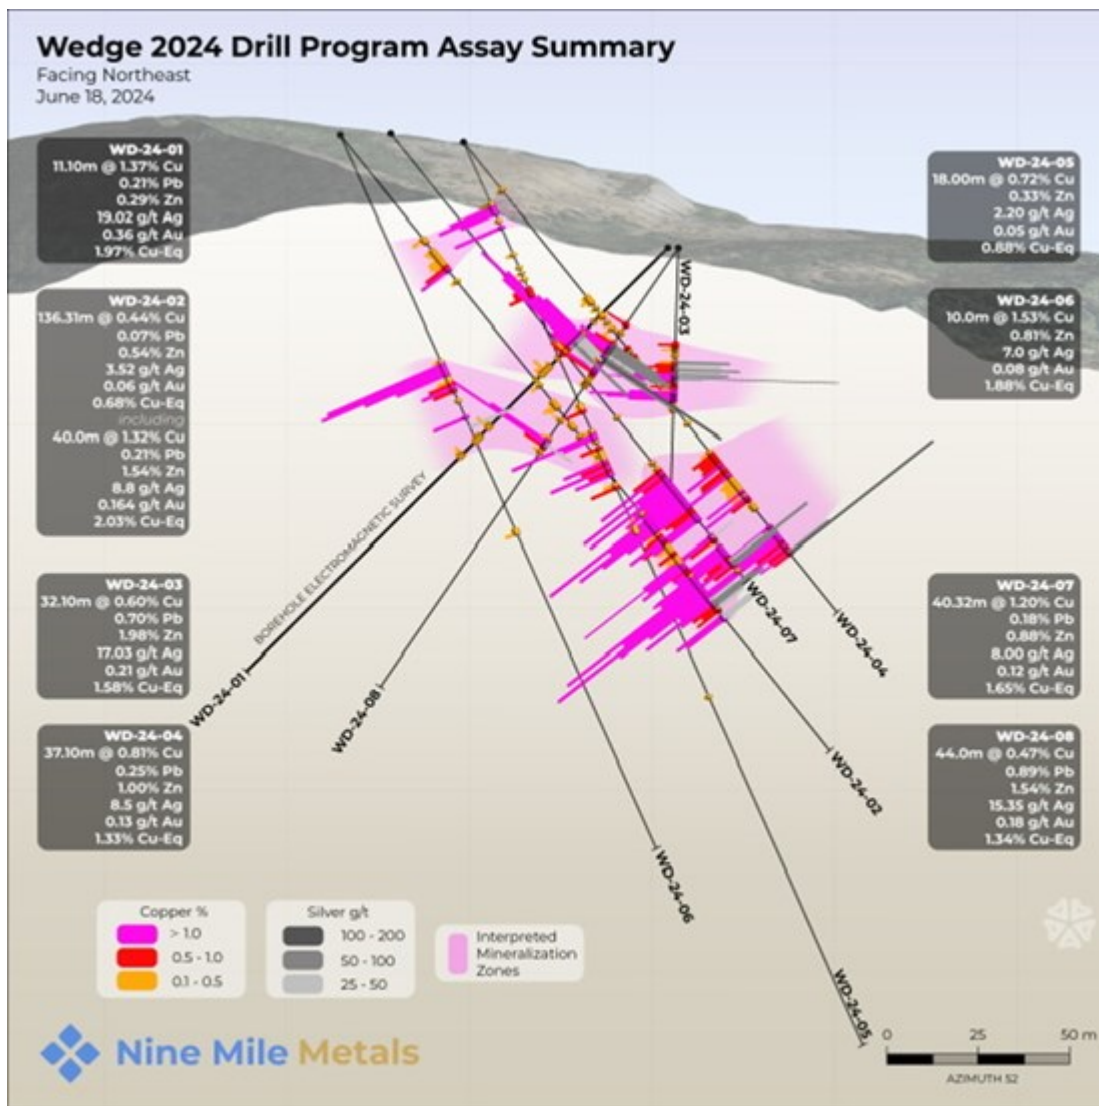 Wedge 2024 Drill Program Assay Summary
Facing Northeast
June 18, 2024
WD-24-01
11.10m @ 1.37% Cu
0.21% Pb
0.29% Zn
19.02 g/t Ag
0.36 g/t Au
1.97% Cu-Eq
WD-24-02
136.31m @ 0.44% Cu
0.07% Pb
0.54% Zn
3.52 g/t Ag
0.06 g/t Au
0.68% Cu-Eq
including
40.0m @ 1.32% Cu
0.21% Pb
1.54% Zn
8.8 g/t Ag
0.164 g/t Au
2.03% Cu-Eq
WD-24-03
32.10m @ 0.60% Cu
0.70% Pb
1.98% Zn
17.03 g/t Ag
0.21 g/t Au
1.58% Cu-Eq
WD-24-04
37.10m @ 0.81% Cu
0.25% Pb
1.00% Zn
8.5 g/t Ag
0.13 g/t Au
1.33% Cu-Eq
WD-24-05
18.00m @ 0.72% Cu
0.33% Zn
2.20 g/t Ag
0.05 g/t Au
0.88% Cu-Eq
WD-24-06
10.0m @ 1.53% Cu
0.81% Zn
7.0 g/t Ag
0.08 g/t Au
1.88% Cu-Eq
WD-24-07
40.32m @ 1.20% Cu
0.18% Pb
0.88% Zn
8.00 g/t Ag
0.12 g/t Au
1.65% Cu-Eq
WD-24-08
44.0m @ 0.47% Cu
0.89% Pb
1.54% Zn
15.35 g/t Ag
0.18 g/t Au
1.34% Cu-Eq
WD-24-03
BOREHOLE ELECTROMAGNETIC SURVEY
WD-24-01
WD-24-08
WD-24-07
WD-24-04
WD-24-02
WD-24-06
WD-24-05
Copper %
> 1.0
0.5 - 1.0
0.1 - 0.5
Silver g/t
100 - 200
50 - 100
25 - 50
Interpreted
Mineralization
Zones
Nine Mile Metals
0 25 50 m
AZIMUTH 52